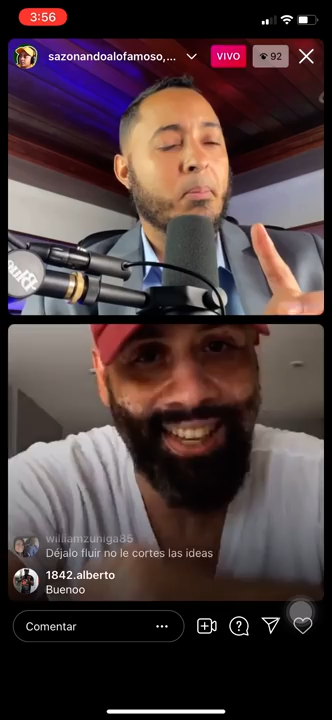 3:56
sazonandoalofamoso,...
VIVO
92
williamzuniga85
Déjalo fluir no le cortes las ideas
1842.alberto
Buenoo
Comentar